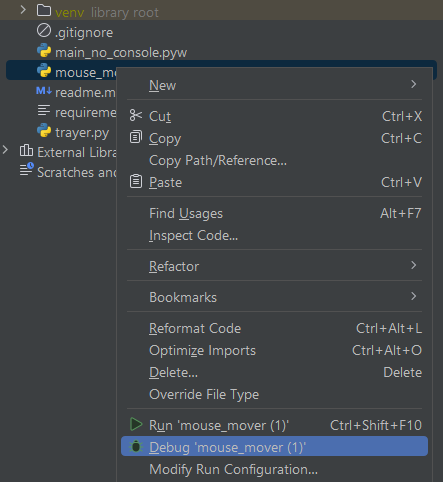 venv library root
.gitignore
main_no_console.pyw
mouse_mo
readme.m
requireme
trayer.py
External Libra
Scratches and
New
Cut Ctrl+X
Copy Ctrl+C
Copy Path/Reference...
Paste Ctrl+V
Find Usages Alt+F7
Inspect Code...
Refactor
Bookmarks
Reformat Code Ctrl+Alt+L
Optimize Imports Ctrl+Alt+O
Delete... Delete
Override File Type
Run 'mouse_mover (1)' Ctrl+Shift+F10
Debug 'mouse_mover (1)'
Modify Run Configuration...